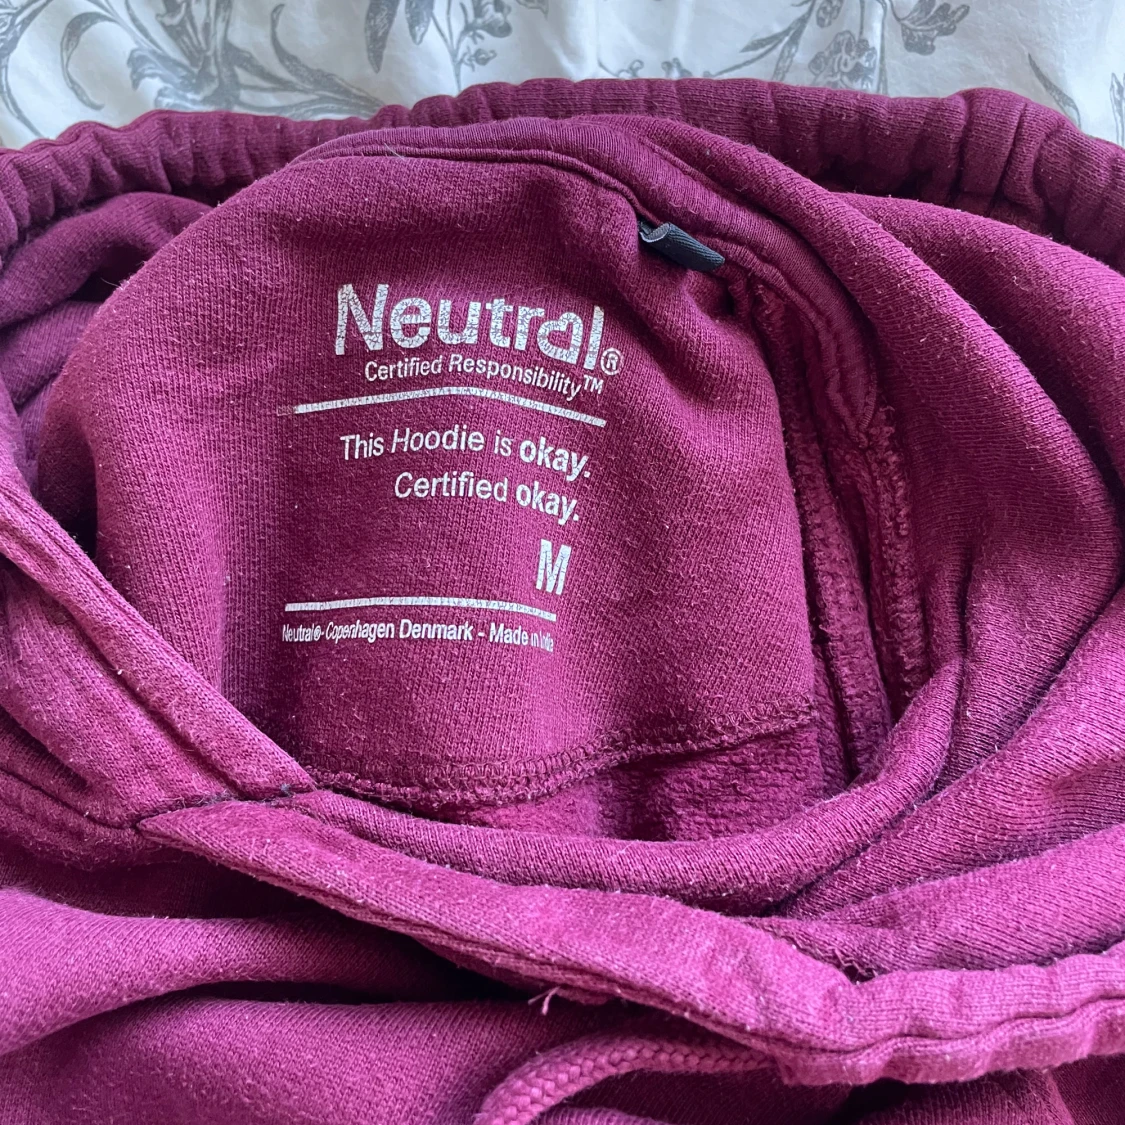 Neutral®
Certified Responsibility™
This Hoodie is okay.
Certified okay.
M
Neutral® - Copenhagen Denmark - Made in India